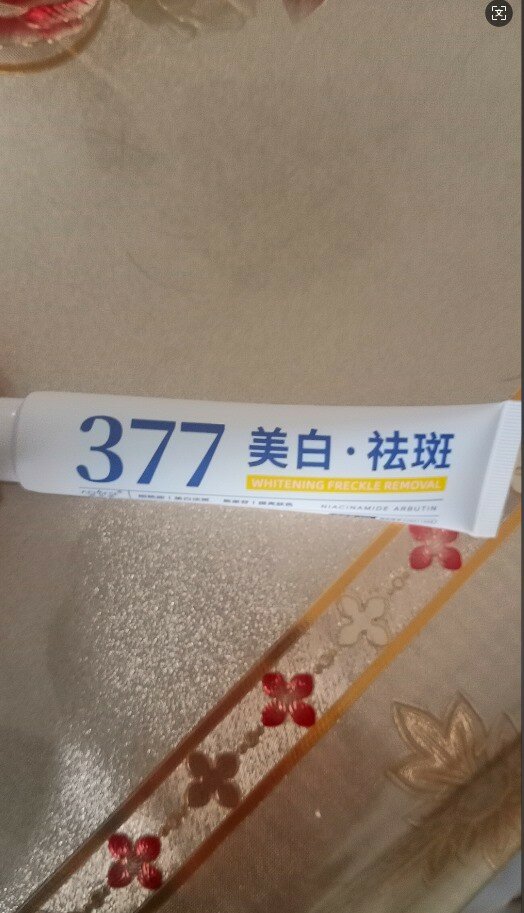 377
美白·祛斑
WHITENING FRECKLE REMOVAL
NIACINAMIDE ARBUTIN